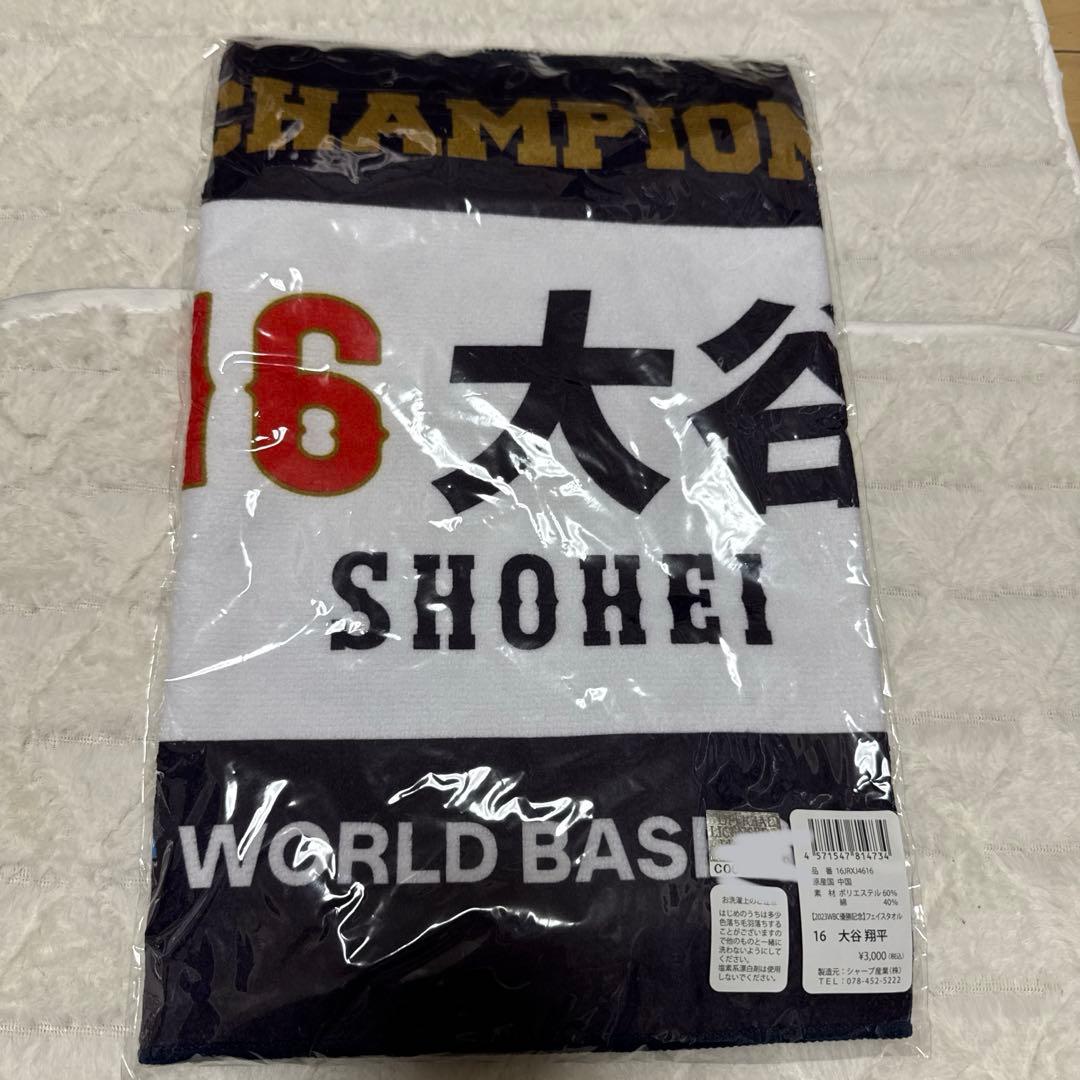 CHAMPION
16 大谷
SHOHEI
WORLD BASE
OFFICIAL
LICENSED
お洗濯上のご注意
はじめのうちは多少
色落ち毛羽落ちする
ことがございますの
で他のものと一緒に
洗わないようにして
ください。
塩素系漂白剤は使用
しないでください。
4 571547 814734
品 番 16JRXJ4616
原産国 中国
素 材 ポリエステル 60%
綿 40%
【2023WBC優勝記念】フェイスタオル
16 大谷 翔平
¥3,000(税込)
製造元：シャープ産業(株)
TEL：078-452-5222